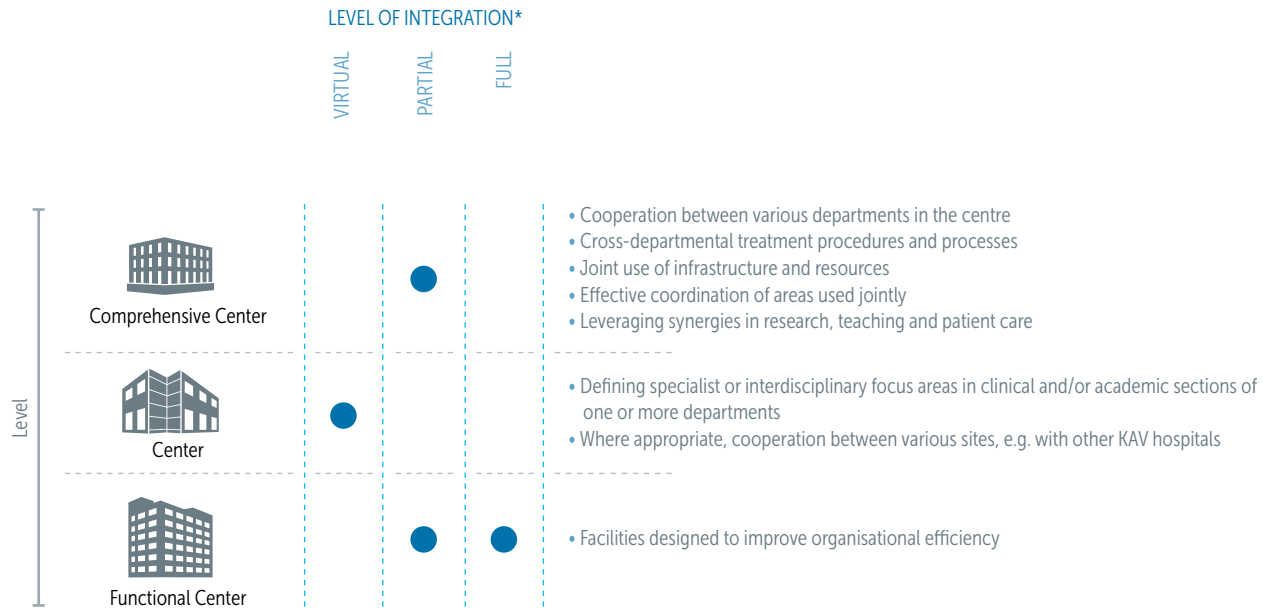 LEVEL OF INTEGRATION*
VIRTUAL
PARTIAL
FULL
Level
Comprehensive Center
• Cooperation between various departments in the centre
• Cross-departmental treatment procedures and processes
• Joint use of infrastructure and resources
• Effective coordination of areas used jointly
• Leveraging synergies in research, teaching and patient care
Center
• Defining specialist or interdisciplinary focus areas in clinical and/or academic sections of
one or more departments
• Where appropriate, cooperation between various sites, e.g. with other KAV hospitals
Functional Center
• Facilities designed to improve organisational efficiency